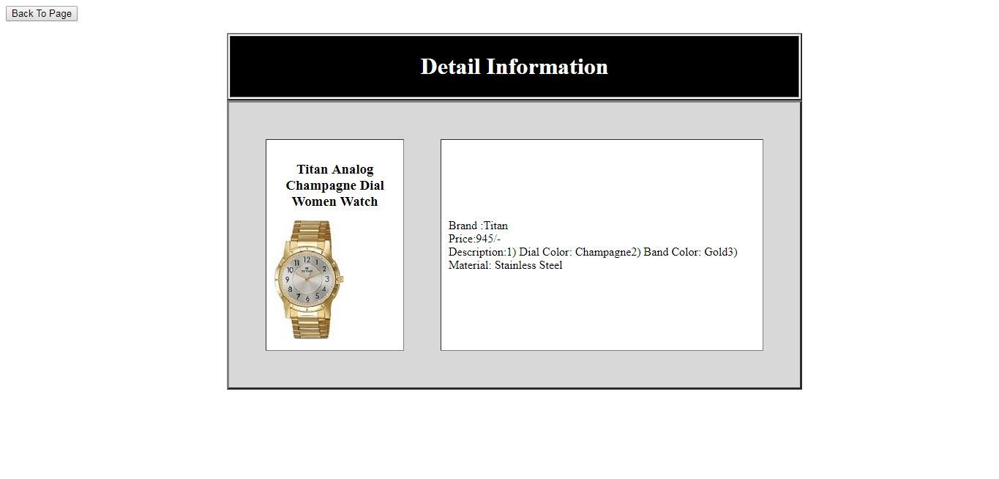 Back To Page
Detail Information
Titan Analog
Champagne Dial
Women Watch
12
11 1
10 2
TITAN
9 3
8 4
7 5
6
Brand :Titan
Price:945/-
Description:1) Dial Color: Champagne2) Band Color: Gold3)
Material: Stainless Steel